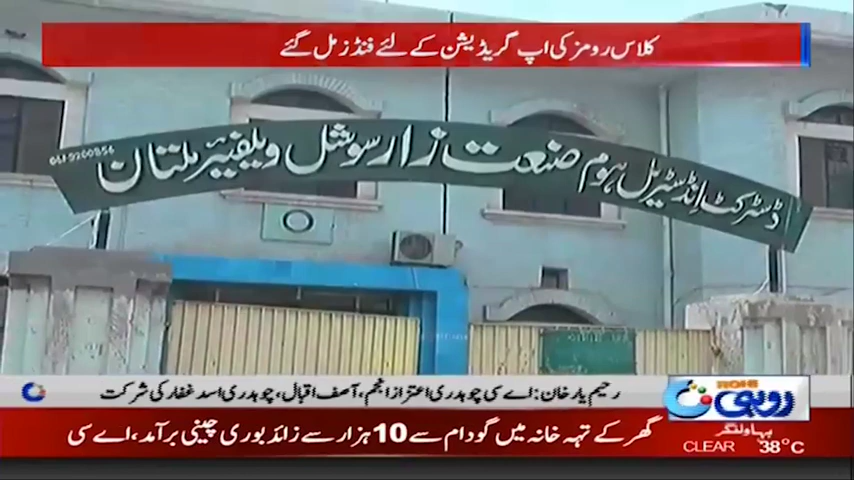 کلاس رومز کی اپ گریڈیشن کے لئے فنڈز مل گئے
ڈسٹرکٹ انڈسٹریل ہوم صنعت زار سوشل ویلفیئر ملتان
061-9200856
رحیم یار خان: اے سی چوہدری اعتزاز انجم، آصف اقبال، چوہدری اسد غفار کی شرکت
ROHI
روہی
بہاولنگر
گھر کے تہہ خانہ میں گودام سے 10 ہزار سے زائد بوری چینی برآمد، اے سی
CLEAR 38°C